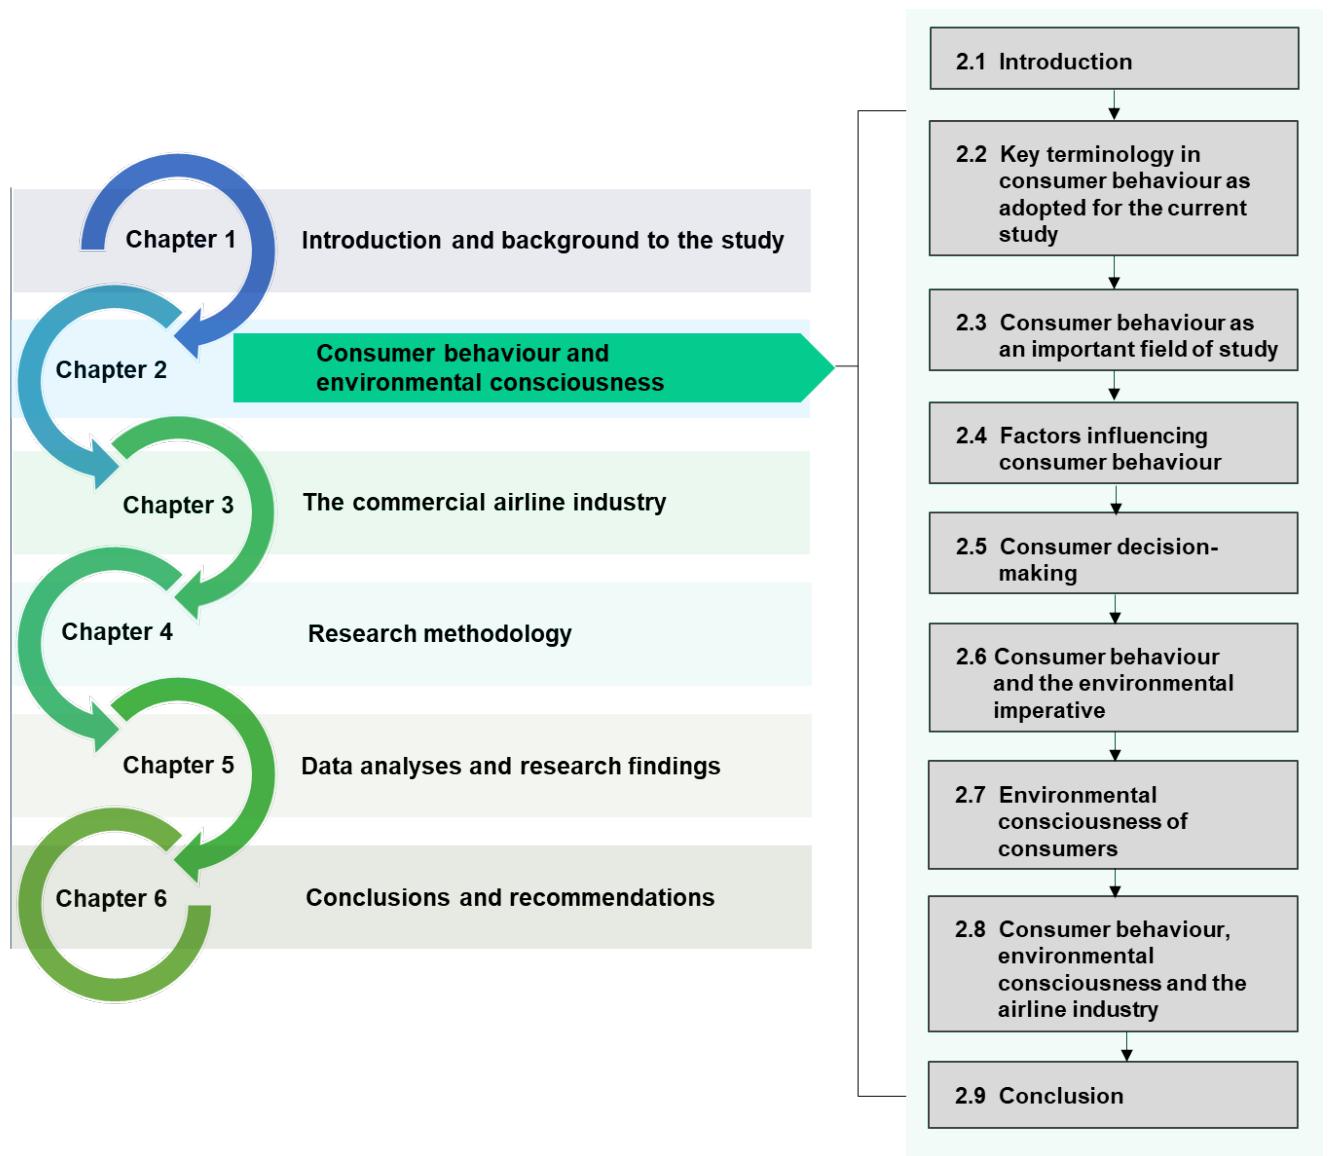 Chapter 1
Introduction and background to the study
Chapter 2
Consumer behaviour and
environmental consciousness
Chapter 3
The commercial airline industry
Chapter 4
Research methodology
Chapter 5
Data analyses and research findings
Chapter 6
Conclusions and recommendations
2.1 Introduction
2.2 Key terminology in
consumer behaviour as
adopted for the current
study
2.3 Consumer behaviour as
an important field of study
2.4 Factors influencing
consumer behaviour
2.5 Consumer decision-
making
2.6 Consumer behaviour
and the environmental
imperative
2.7 Environmental
consciousness of
consumers
2.8 Consumer behaviour,
environmental
consciousness and the
airline industry
2.9 Conclusion